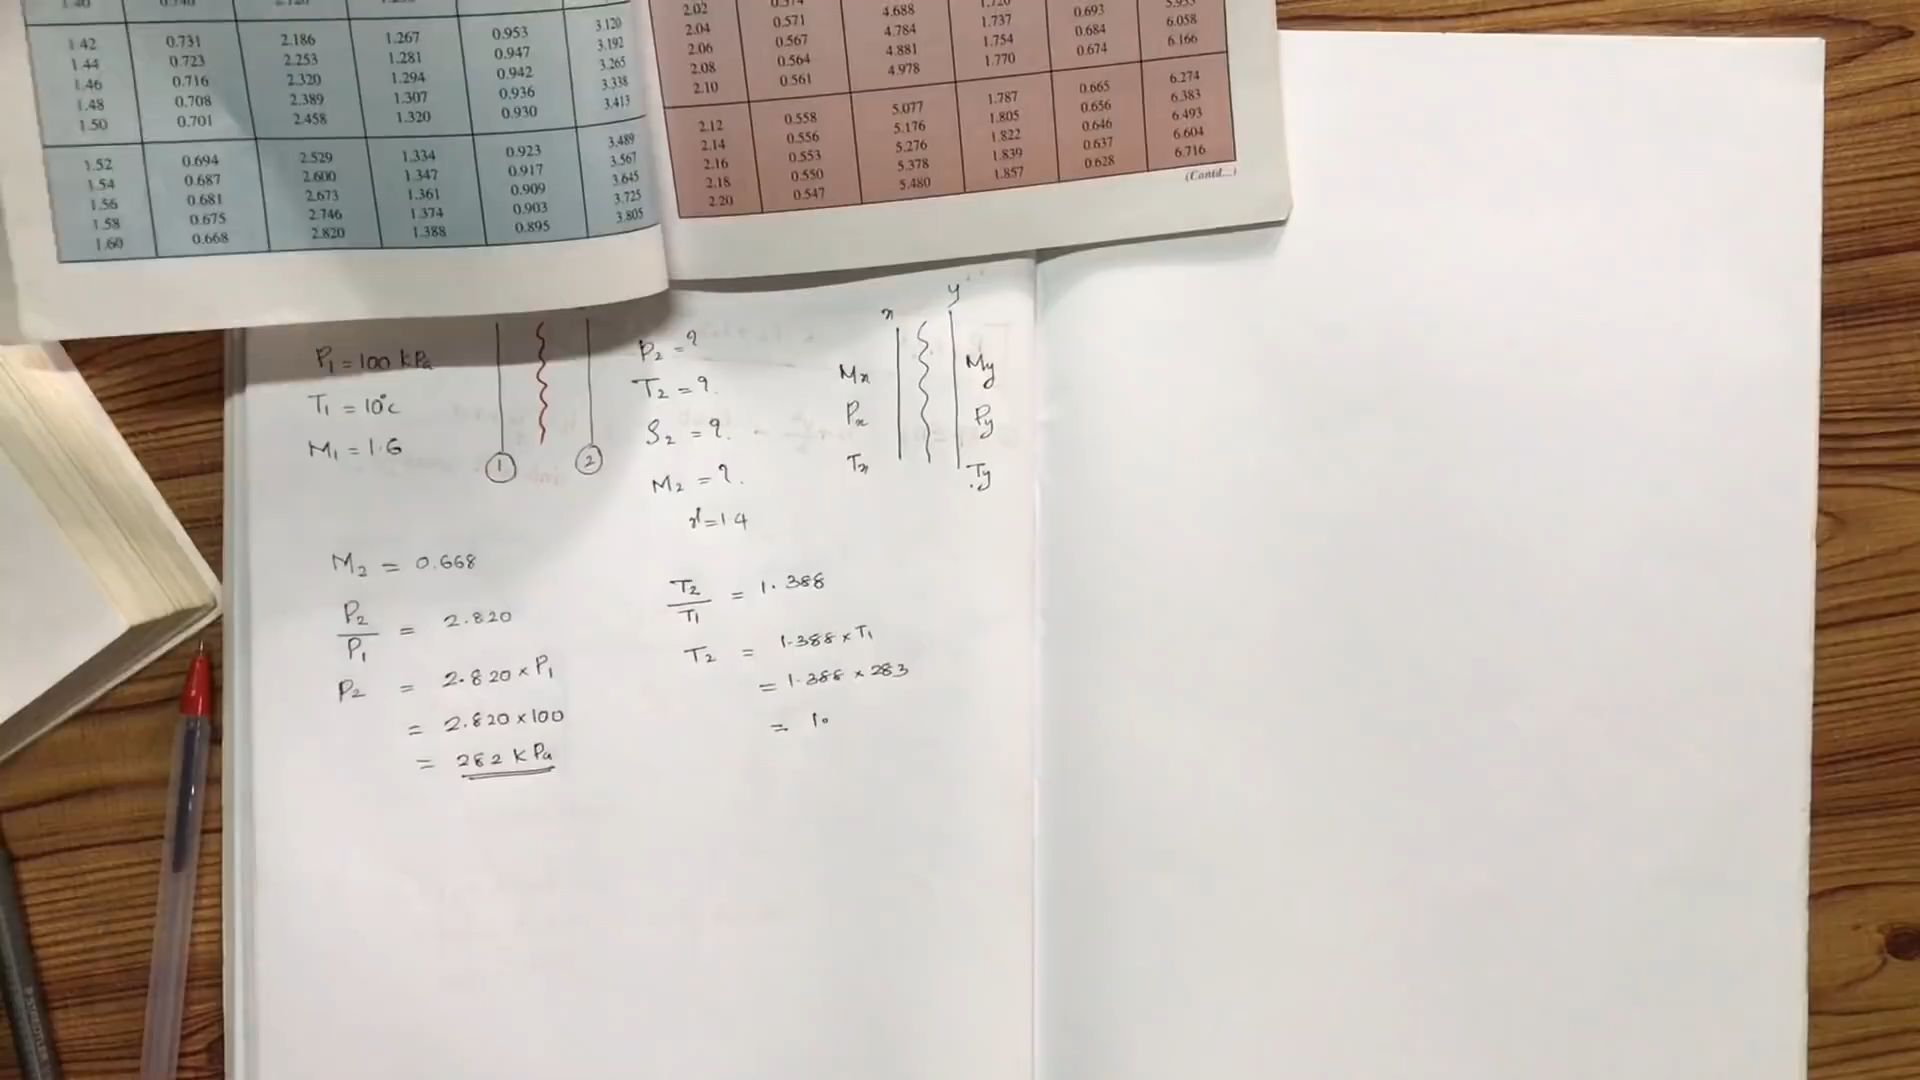 1.42 0.731 2.186 1.267 0.953 3.120
1.44 0.723 2.253 1.281 0.947 3.192
1.46 0.716 2.320 1.294 0.942 3.265
1.48 0.708 2.389 1.307 0.936 3.338
1.50 0.701 2.458 1.320 0.930 3.413
1.52 0.694 2.529 1.334 0.923 3.489
1.54 0.687 2.600 1.347 0.917 3.567
1.56 0.681 2.673 1.361 0.909 3.645
1.58 0.675 2.746 1.374 0.903 3.725
1.60 0.668 2.820 1.388 0.895 3.805
2.02 4.688 0.693
2.04 0.571 4.784 1.737 0.684 6.058
2.06 0.567 4.881 1.754 0.674 6.166
2.08 0.564 4.978 1.770
2.10 0.561
2.12 0.558 5.077 1.787 0.665 6.274
2.14 0.556 5.176 1.805 0.656 6.383
2.16 0.553 5.276 1.822 0.646 6.493
2.18 0.550 5.378 1.839 0.637 6.604
2.20 0.547 5.480 1.857 0.628 6.716
(Contd...)
P1 = 100 kPa
T1 = 10°c
M1 = 1.6
1 2
P2 = ?
T2 = ?.
ρ2 = ?.
M2 = ?.
γ = 1.4
x y
Mx My
Px Py
Tx Ty
M2 = 0.668
P2/P1 = 2.820
P2 = 2.820 × P1
= 2.820 × 100
= 282 kPa
T2/T1 = 1.388
T2 = 1.388 × T1
= 1.388 × 283
= 1.